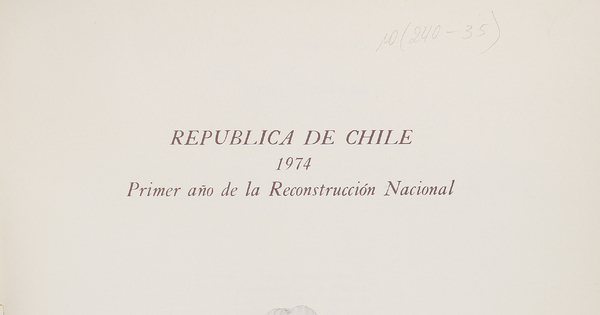 10(240-35)
REPUBLICA DE CHILE
1974
Primer año de la Reconstrucción Nacional